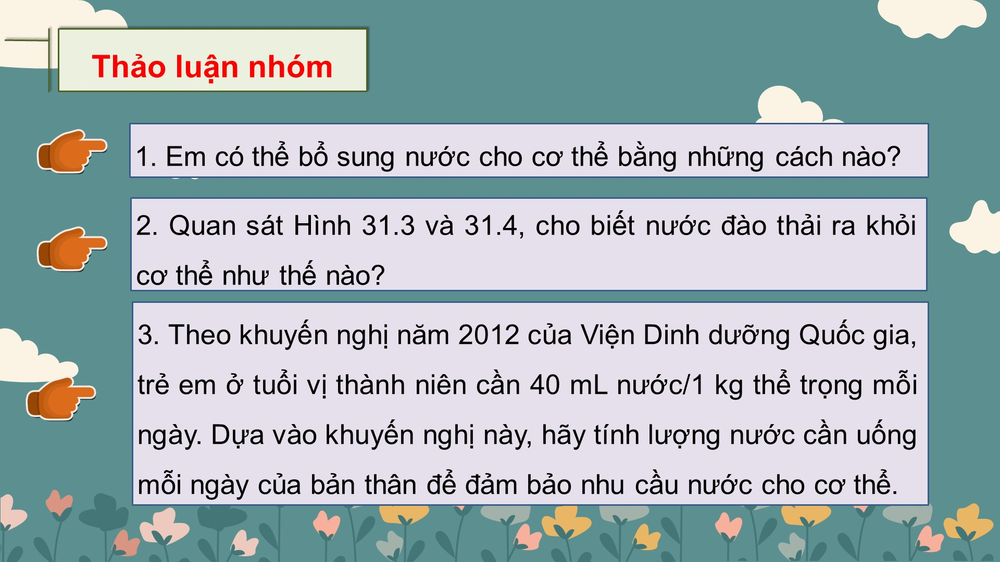 Thảo luận nhóm
1. Em có thể bổ sung nước cho cơ thể bằng những cách nào?
2. Quan sát Hình 31.3 và 31.4, cho biết nước đào thải ra khỏi
cơ thể như thế nào?
3. Theo khuyến nghị năm 2012 của Viện Dinh dưỡng Quốc gia,
trẻ em ở tuổi vị thành niên cần 40 mL nước/1 kg thể trọng mỗi
ngày. Dựa vào khuyến nghị này, hãy tính lượng nước cần uống
mỗi ngày của bản thân để đảm bảo nhu cầu nước cho cơ thể.